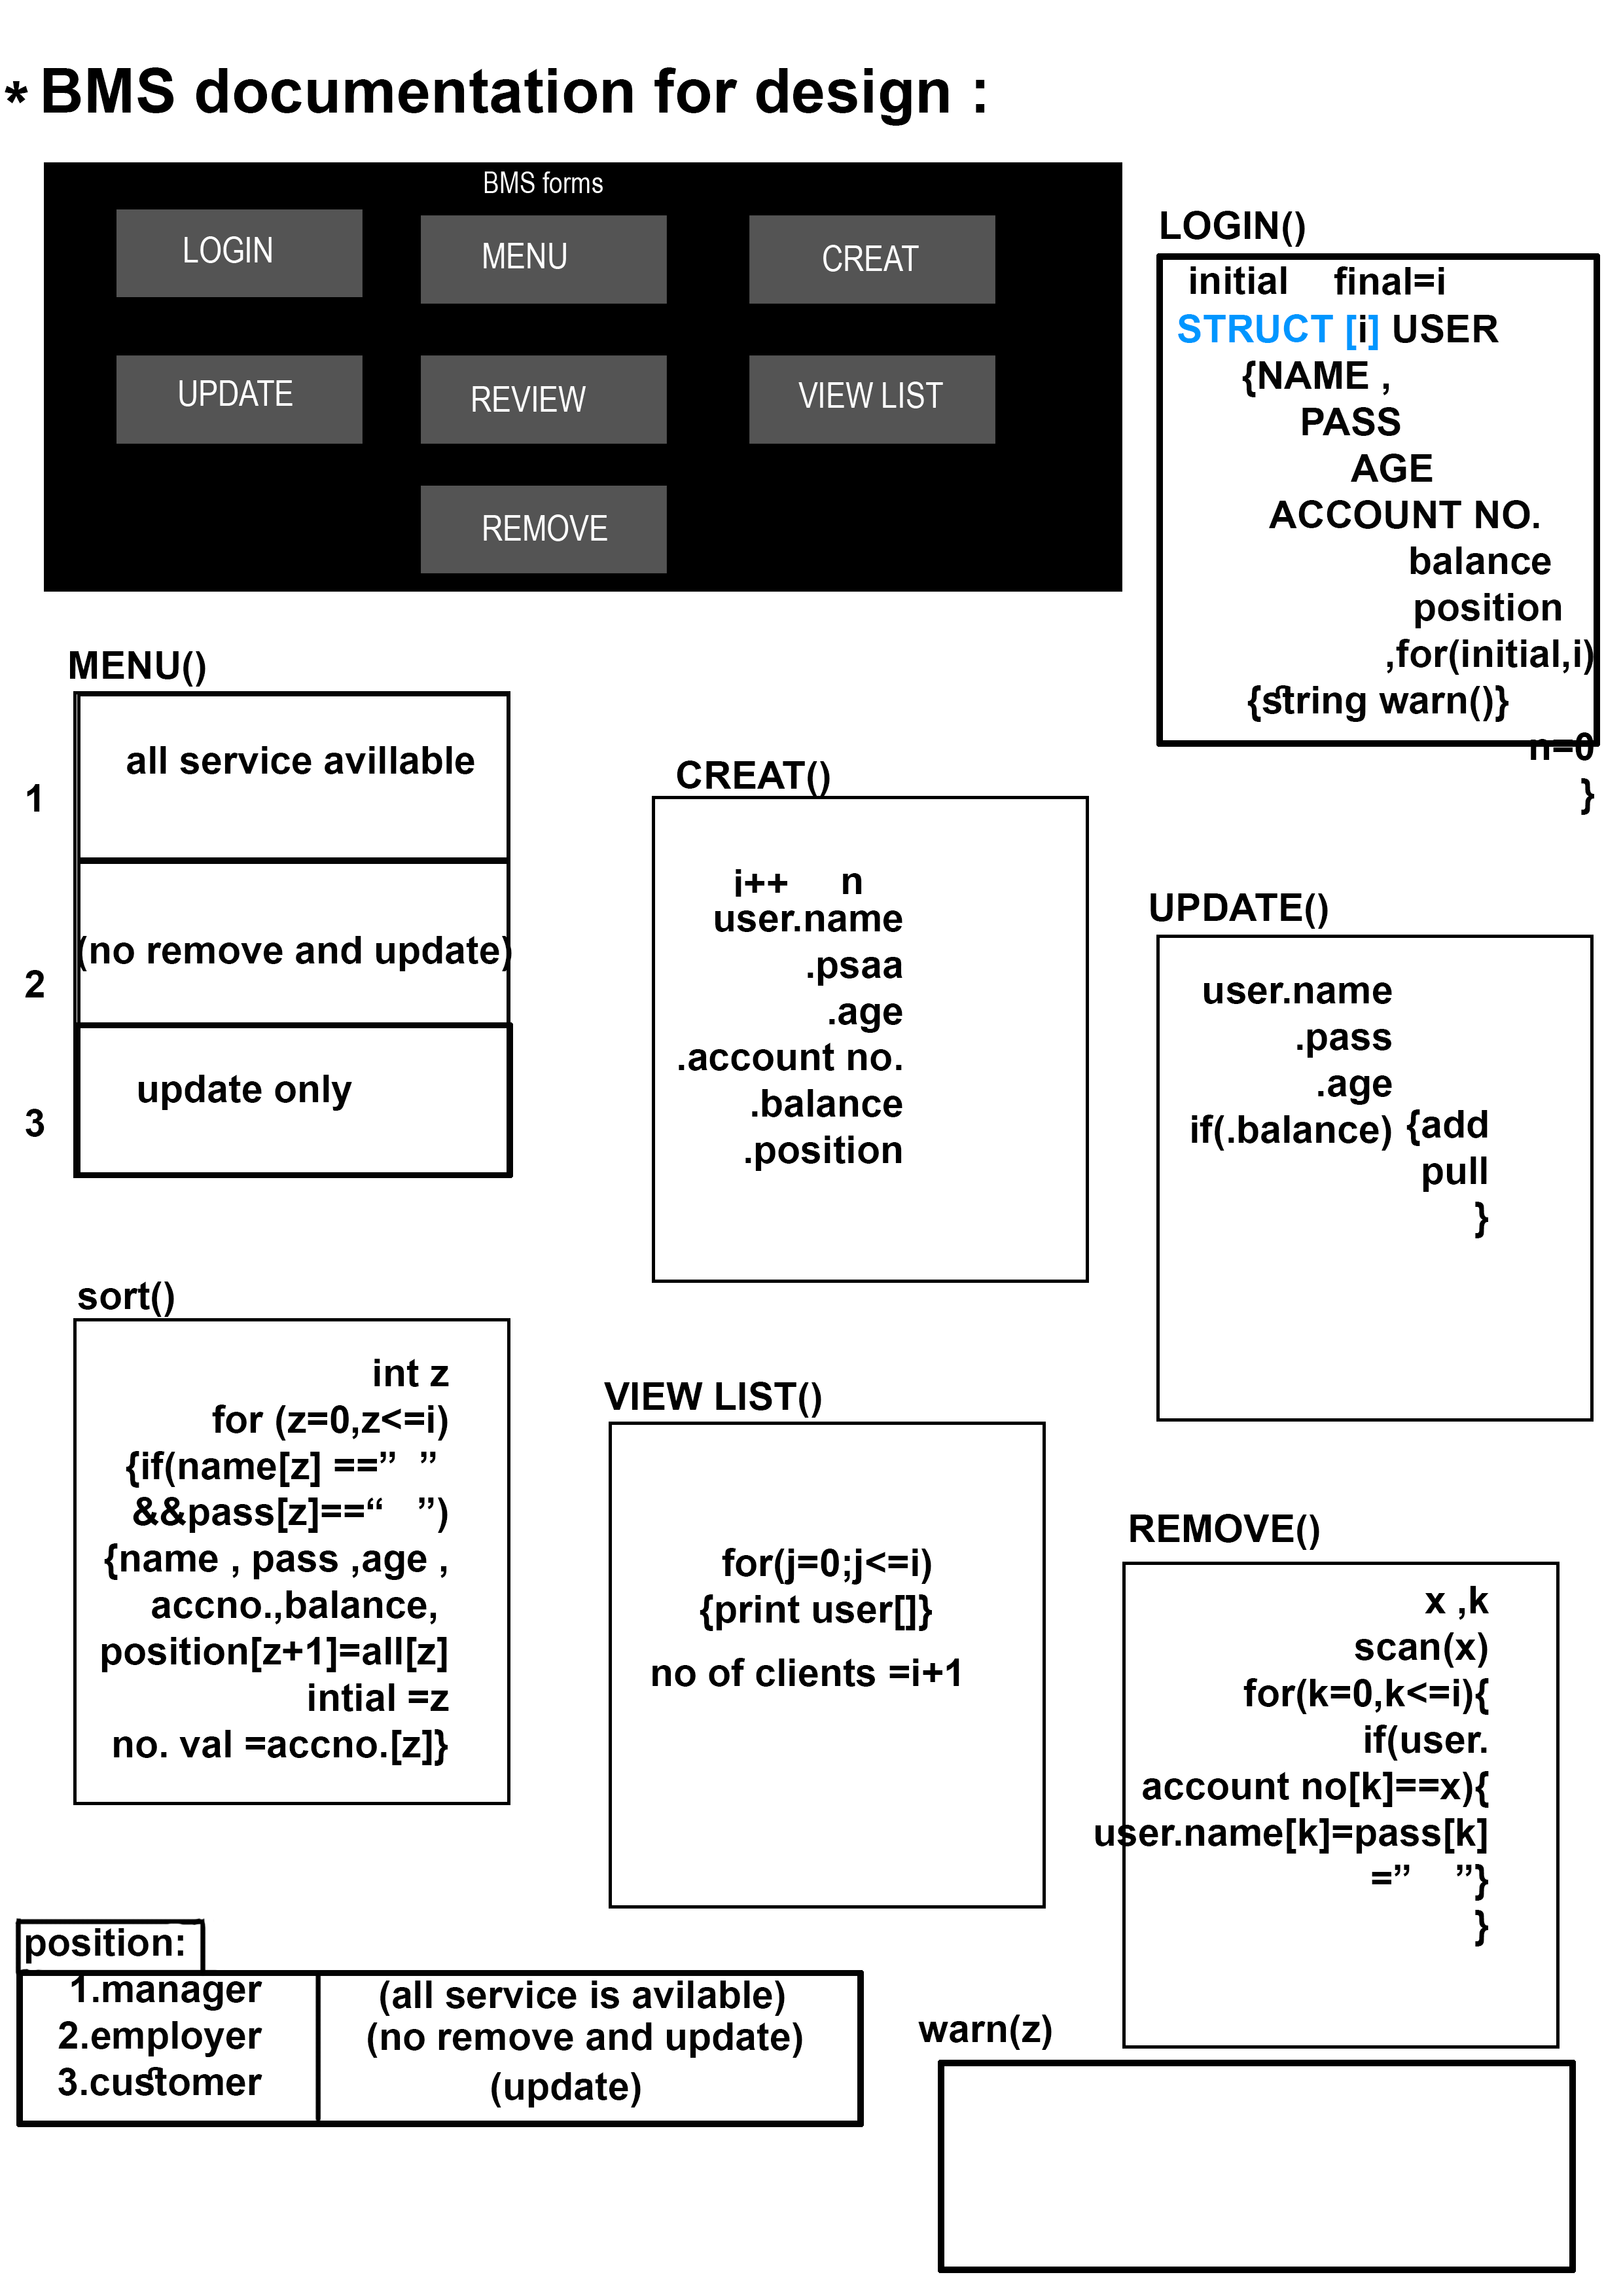 * BMS documentation for design :
BMS forms
LOGIN
MENU
CREAT
UPDATE
REVIEW
VIEW LIST
REMOVE
LOGIN()
initial final=i
STRUCT [i] USER
{NAME ,
PASS
AGE
ACCOUNT NO.
balance
position
,for(initial,i)
{string warn()}
n=0
}
MENU()
1
all service avillable
2
(no remove and update)
3
update only
CREAT()
i++ n
user.name
.psaa
.age
.account no.
.balance
.position
UPDATE()
user.name
.pass
.age
if(.balance) {add
pull
}
sort()
int z
for (z=0,z<=i)
{if(name[z] ==” ”
&&pass[z]==“ ”)
{name , pass ,age ,
accno.,balance,
position[z+1]=all[z]
intial =z
no. val =accno.[z]}
VIEW LIST()
for(j=0;j<=i)
{print user[]}
no of clients =i+1
REMOVE()
x ,k
scan(x)
for(k=0,k<=i){
if(user.
account no[k]==x){
user.name[k]=pass[k]
=” ”}
}
position:
1.manager (all service is avilable)
2.employer (no remove and update)
3.customer (update)
warn(z)